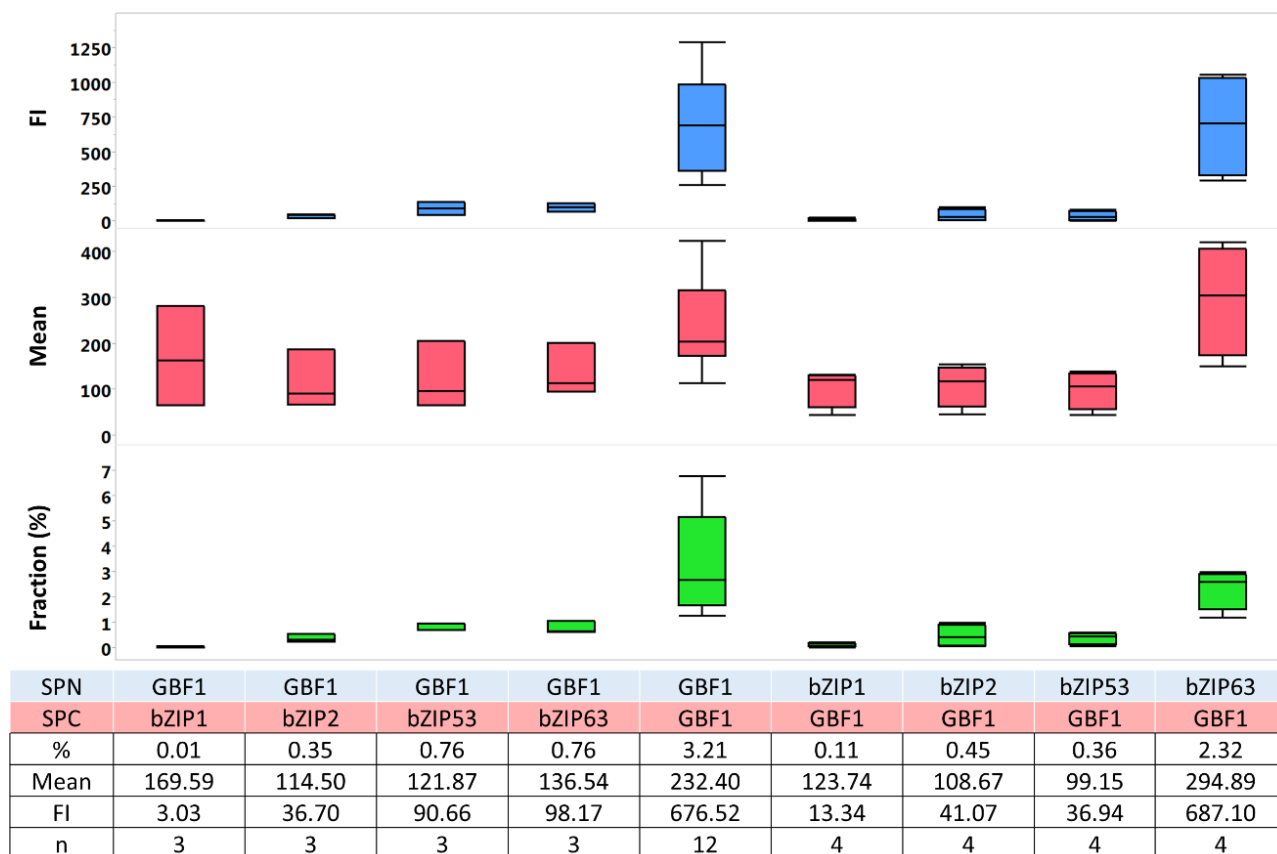 FI
1250
1000
750
500
250
0
Mean
400
300
200
100
0
Fraction (%)
7
6
5
4
3
2
1
0
SPN GBF1 GBF1 GBF1 GBF1 GBF1 bZIP1 bZIP2 bZIP53 bZIP63
SPC bZIP1 bZIP2 bZIP53 bZIP63 GBF1 GBF1 GBF1 GBF1 GBF1
% 0.01 0.35 0.76 0.76 3.21 0.11 0.45 0.36 2.32
Mean 169.59 114.50 121.87 136.54 232.40 123.74 108.67 99.15 294.89
FI 3.03 36.70 90.66 98.17 676.52 13.34 41.07 36.94 687.10
n 3 3 3 3 12 4 4 4 4